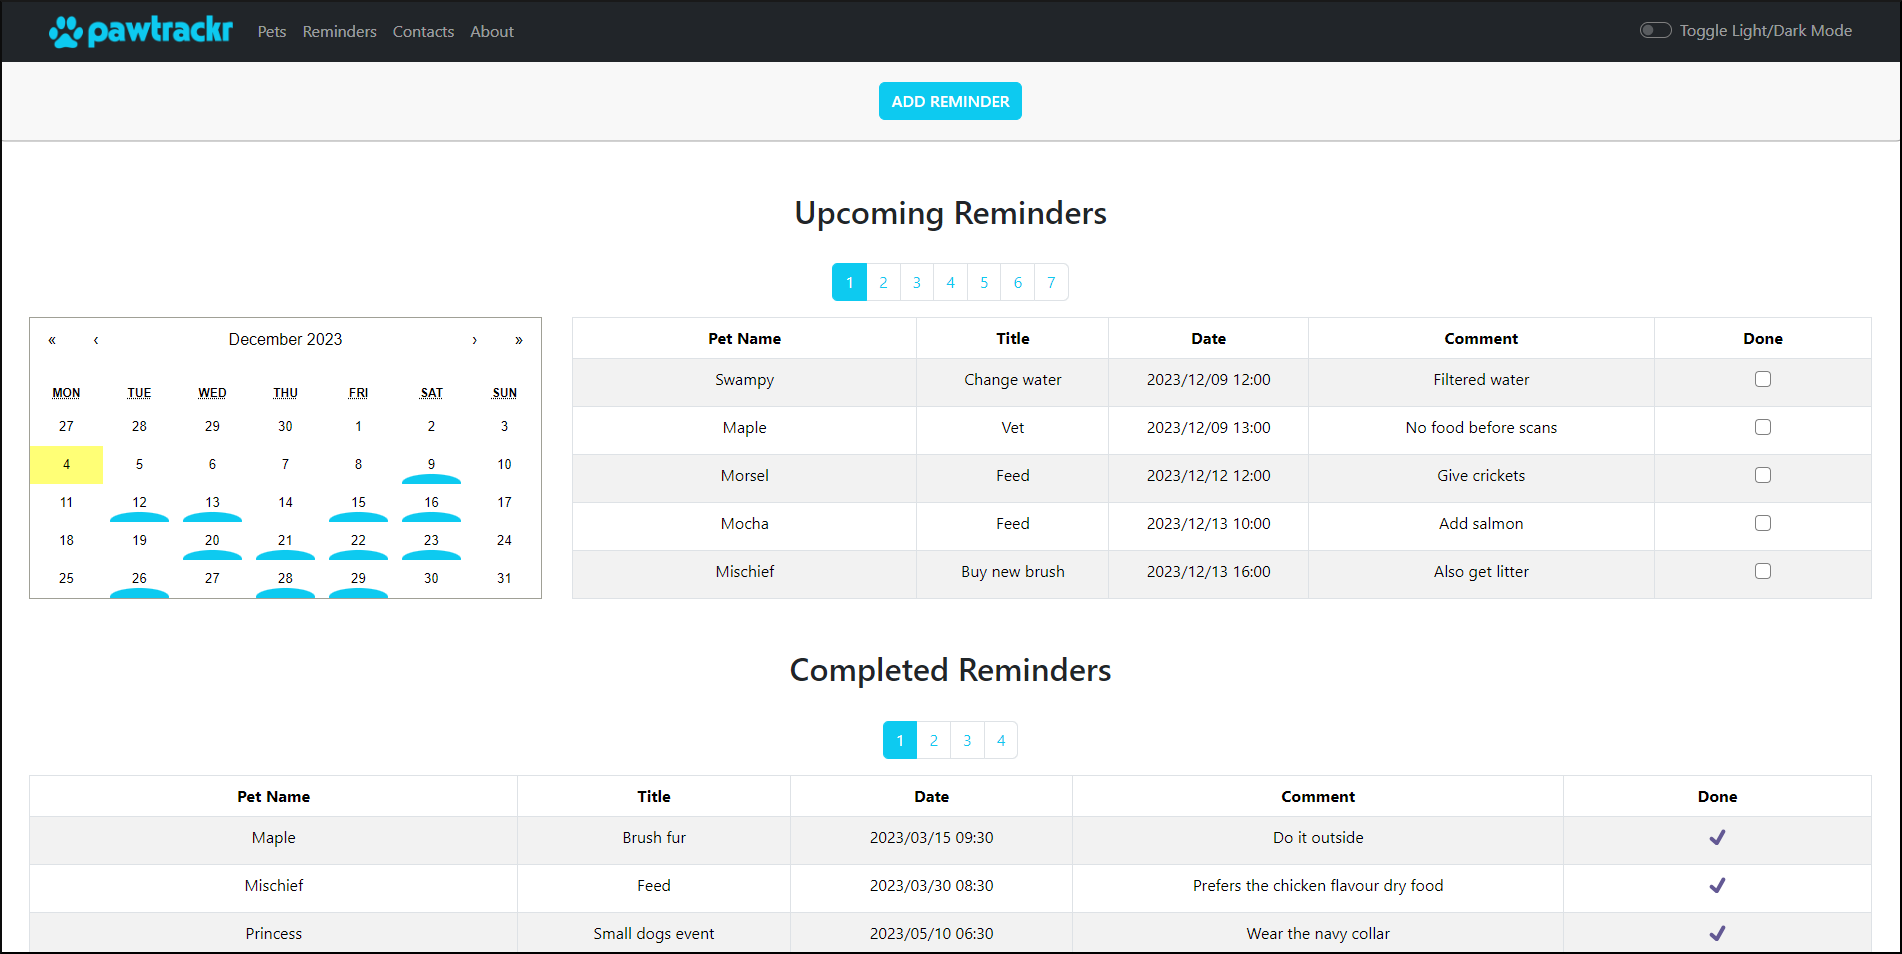 pawtrackr Pets Reminders Contacts About Toggle Light/Dark Mode
ADD REMINDER
Upcoming Reminders
1 2 3 4 5 6 7
« ‹ December 2023 › »
MON TUE WED THU FRI SAT SUN
27 28 29 30 1 2 3
4 5 6 7 8 9 10
11 12 13 14 15 16 17
18 19 20 21 22 23 24
25 26 27 28 29 30 31
Pet Name Title Date Comment Done
Swampy Change water 2023/12/09 12:00 Filtered water
Maple Vet 2023/12/09 13:00 No food before scans
Morsel Feed 2023/12/12 12:00 Give crickets
Mocha Feed 2023/12/13 10:00 Add salmon
Mischief Buy new brush 2023/12/13 16:00 Also get litter
Completed Reminders
1 2 3 4
Pet Name Title Date Comment Done
Maple Brush fur 2023/03/15 09:30 Do it outside
Mischief Feed 2023/03/30 08:30 Prefers the chicken flavour dry food
Princess Small dogs event 2023/05/10 06:30 Wear the navy collar